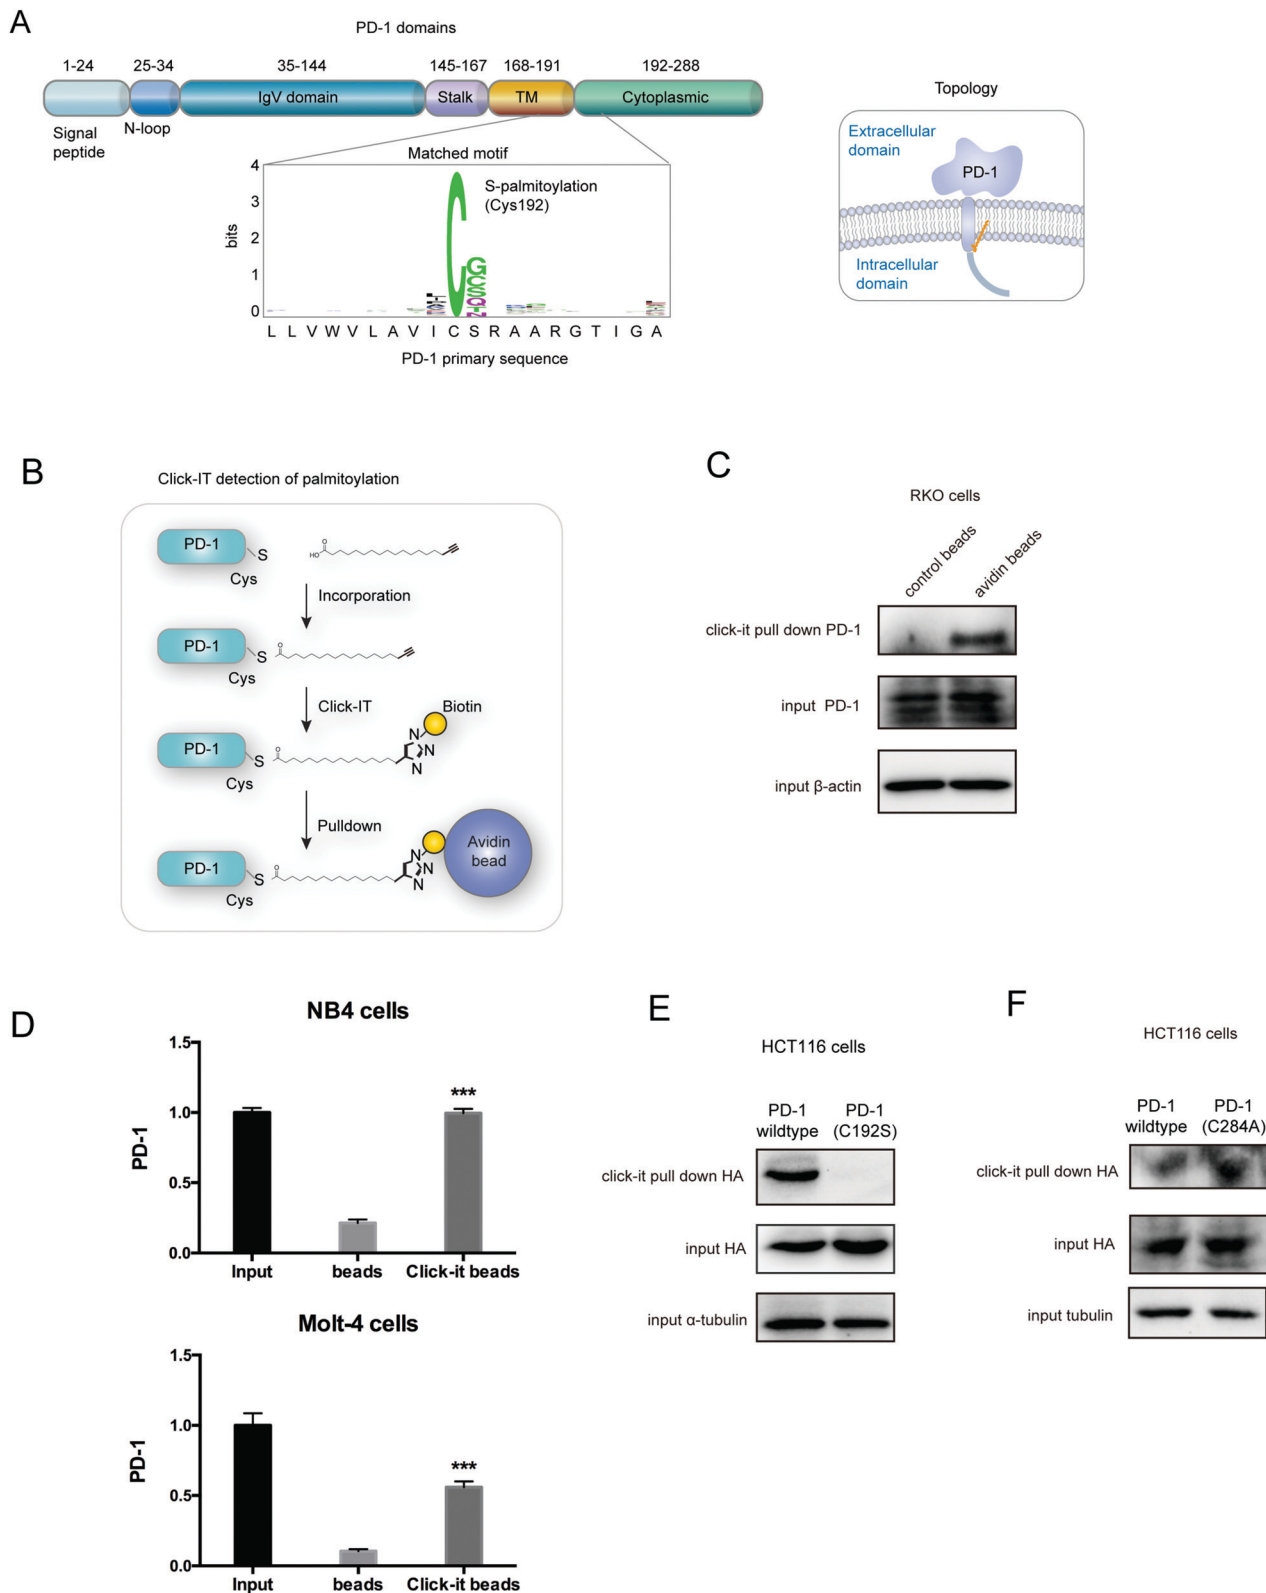 A
PD-1 domains
1-24 25-34 35-144 145-167 168-191 192-288
IgV domain Stalk TM Cytoplasmic
Signal
peptide
N-loop
Matched motif
4
3
2
1
0
bits
S-palmitoylation
(Cys192)
C
L L V W V L A V I C S R A A R G T I G A
PD-1 primary sequence
Topology
Extracellular
domain
PD-1
Intracellular
domain
B
Click-IT detection of palmitoylation
PD-1
S
Cys
HO
O
Incorporation
PD-1
S
Cys
O
Click-IT
Biotin
PD-1
S
Cys
O
N
N
N
Pulldown
PD-1
S
Cys
O
N
N
N
Avidin
bead
C
RKO cells
control beads
avidin beads
click-it pull down PD-1
input PD-1
input β-actin
D
NB4 cells
1.5
1.0
0.5
0.0
PD-1
***
Input beads Click-it beads
Molt-4 cells
1.5
1.0
0.5
0.0
PD-1
***
Input beads Click-it beads
E
HCT116 cells
PD-1 PD-1
wildtype (C192S)
click-it pull down HA
input HA
input α-tubulin
F
HCT116 cells
PD-1 PD-1
wildtype (C284A)
click-it pull down HA
input HA
input tubulin